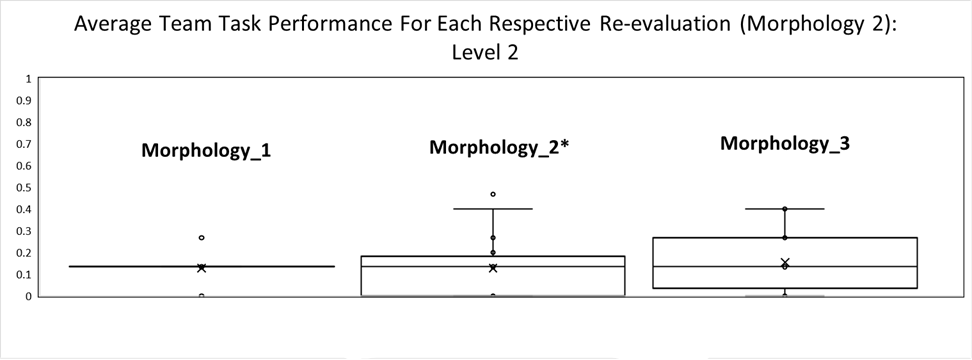 Average Team Task Performance For Each Respective Re-evaluation (Morphology 2):
Level 2
1
0.9
0.8
0.7
0.6
0.5
0.4
0.3
0.2
0.1
0
Morphology_1
Morphology_2*
Morphology_3